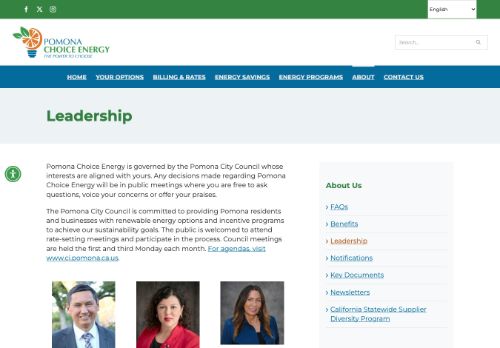 English
POMONA
CHOICE ENERGY
THE POWER TO CHOOSE
Search...
HOME YOUR OPTIONS BILLING & RATES ENERGY SAVINGS ENERGY PROGRAMS ABOUT CONTACT US
Leadership
Pomona Choice Energy is governed by the Pomona City Council whose
interests are aligned with yours. Any decisions made regarding Pomona
Choice Energy will be in public meetings where you are free to ask
questions, voice your concerns or offer your praises.
The Pomona City Council is committed to providing Pomona residents
and businesses with renewable energy options and incentive programs
to achieve our sustainability goals. The public is welcomed to attend
rate-setting meetings and participate in the process. Council meetings
are held the first and third Monday each month. For agendas, visit
www.ci.pomona.ca.us.
About Us
FAQs
Benefits
Leadership
Notifications
Key Documents
Newsletters
California Statewide Supplier
Diversity Program